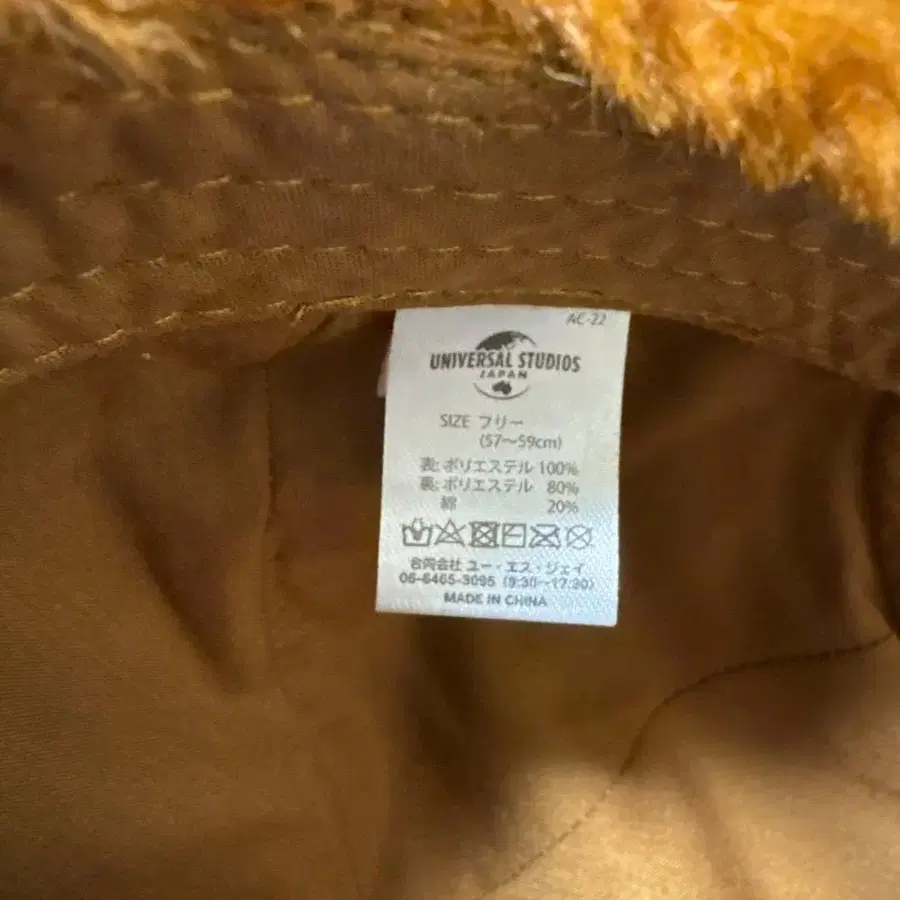 AC-22
UNIVERSAL STUDIOS
JAPAN
SIZE フリー
(57～59cm)
表: ポリエステル 100%
裏: ポリエステル 80%
綿 20%
合同会社 ユー・エス・ジェイ
06-6465-3095 (9:30～17:30)
MADE IN CHINA